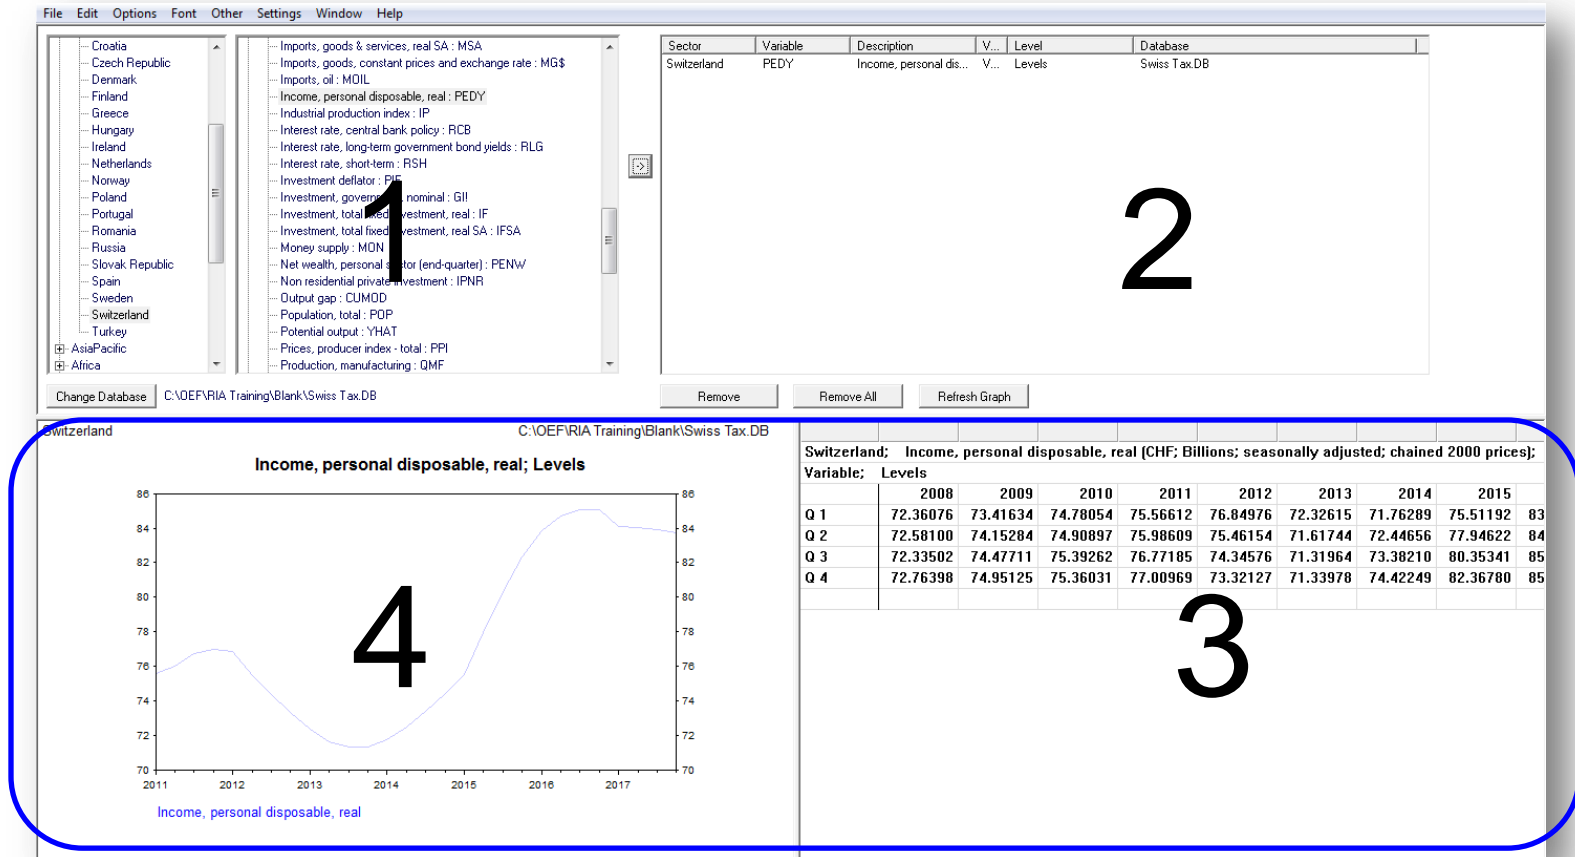 File Edit Options Font Other Settings Window Help
Croatia
Czech Republic
Denmark
Finland
Greece
Hungary
Ireland
Netherlands
Norway
Poland
Portugal
Romania
Russia
Slovak Republic
Spain
Sweden
Switzerland
Turkey
AsiaPacific
Africa
Imports, goods & services, real SA : MSA
Imports, goods, constant prices and exchange rate : MG$
Imports, oil : MOIL
Income, personal disposable, real : PEDY
Industrial production index : IP
Interest rate, central bank policy : RCB
Interest rate, long-term government bond yields : RLG
Interest rate, short-term : RSH
Investment deflator : PIF
Investment, government, nominal : GI!
Investment, total fixed investment, real : IF
Investment, total fixed investment, real SA : IFSA
Money supply : MON
Net wealth, personal sector (end-quarter) : PENW
Non residential private investment : IPNR
Output gap : CUMOD
Population, total : POP
Potential output : YHAT
Prices, producer index - total : PPI
Production, manufacturing : QMF
1
->
Sector Variable Description V... Level Database
Switzerland PEDY Income, personal dis... V... Levels Swiss Tax.DB
2
Change Database C:\OEF\RIA Training\Blank\Swiss Tax.DB
Remove Remove All Refresh Graph
Switzerland C:\OEF\RIA Training\Blank\Swiss Tax.DB
Income, personal disposable, real; Levels
86 86
84 84
82 82
80 80
78 78
76 76
74 74
72 72
70 70
2011 2012 2013 2014 2015 2016 2017
Income, personal disposable, real
4
Switzerland; Income, personal disposable, real (CHF; Billions; seasonally adjusted; chained 2000 prices);
Variable; Levels
2008 2009 2010 2011 2012 2013 2014 2015
Q 1 72.36076 73.41634 74.78054 75.56612 76.84976 72.32615 71.76289 75.51192 83
Q 2 72.58100 74.15284 74.90897 75.98609 75.46154 71.61744 72.44656 77.94622 84
Q 3 72.33502 74.47711 75.39262 76.77185 74.34576 71.31964 73.38210 80.35341 85
Q 4 72.76398 74.95125 75.36031 77.00969 73.32127 71.33978 74.42249 82.36780 85
3